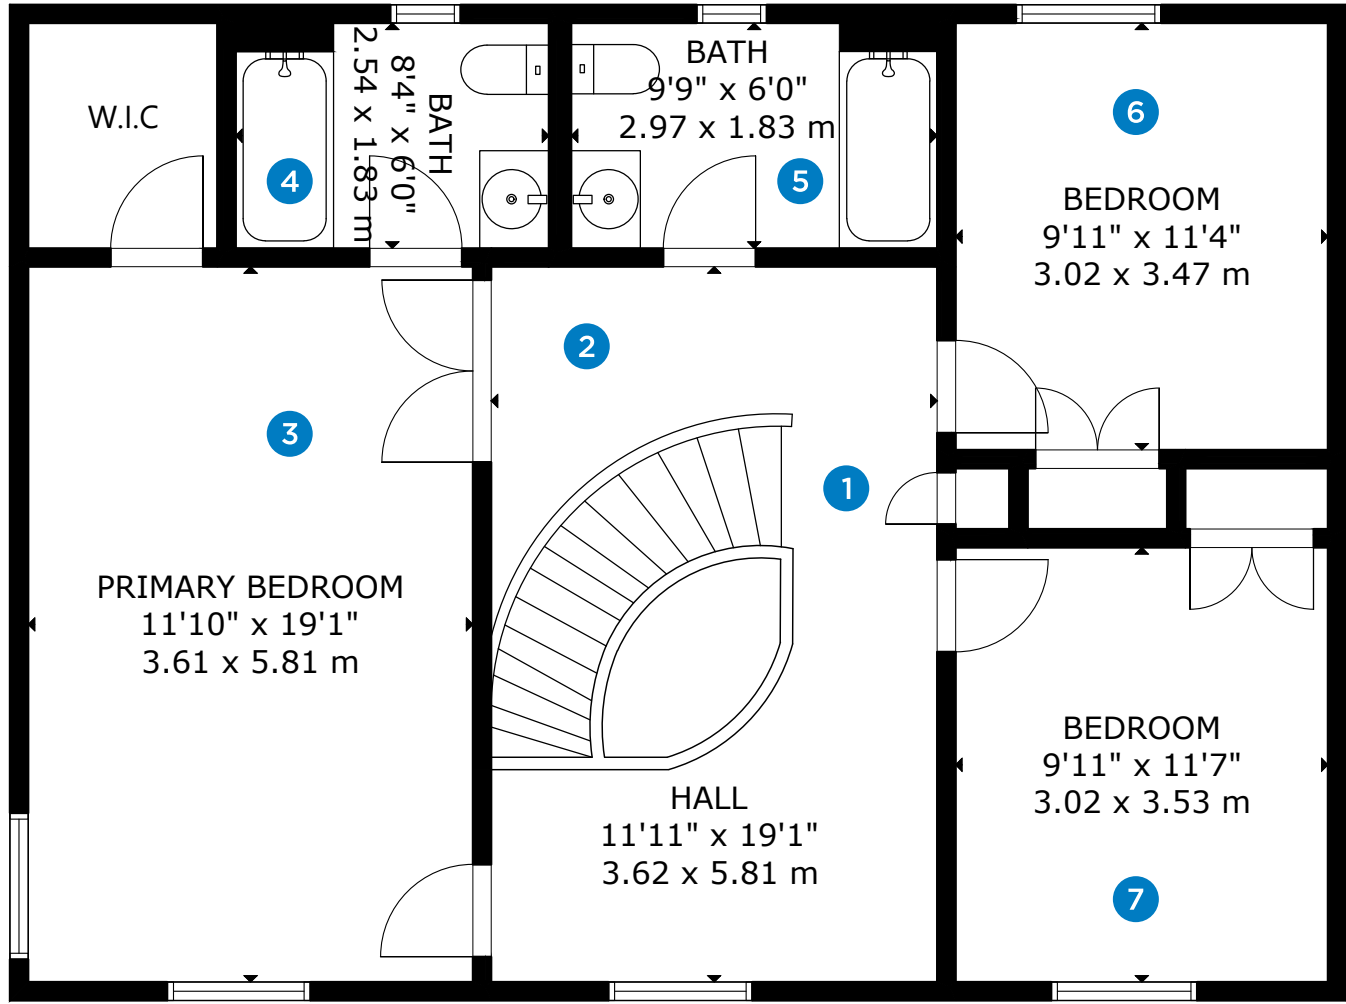 W.I.C
BATH
8'4" x 6'0"
2.54 x 1.83 m
BATH
9'9" x 6'0"
2.97 x 1.83 m
4
5
6
BEDROOM
9'11" x 11'4"
3.02 x 3.47 m
2
3
1
PRIMARY BEDROOM
11'10" x 19'1"
3.61 x 5.81 m
HALL
11'11" x 19'1"
3.62 x 5.81 m
BEDROOM
9'11" x 11'7"
3.02 x 3.53 m
7